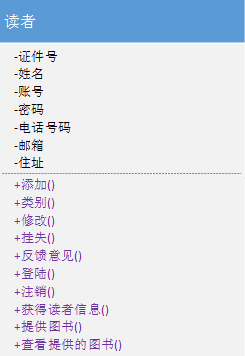 读者
-证件号
-姓名
-账号
-密码
-电话号码
-邮箱
-住址
+添加()
+类别()
+修改()
+挂失()
+反馈意见()
+登陆()
+注销()
+获得读者信息()
+提供图书()
+查看提供的图书()